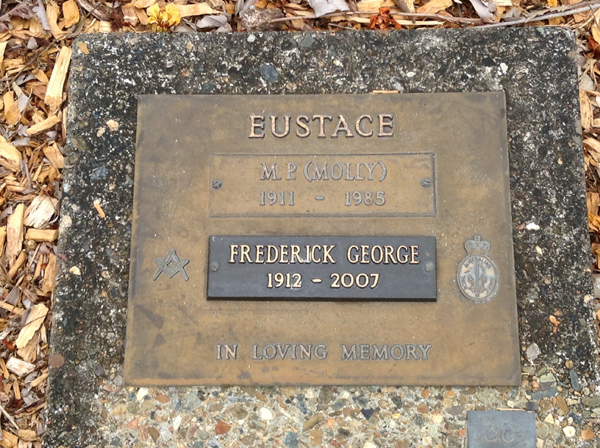 EUSTACE
M.P. (MOLLY)
1911 - 1985
FREDERICK GEORGE
1912 - 2007
IN LOVING MEMORY